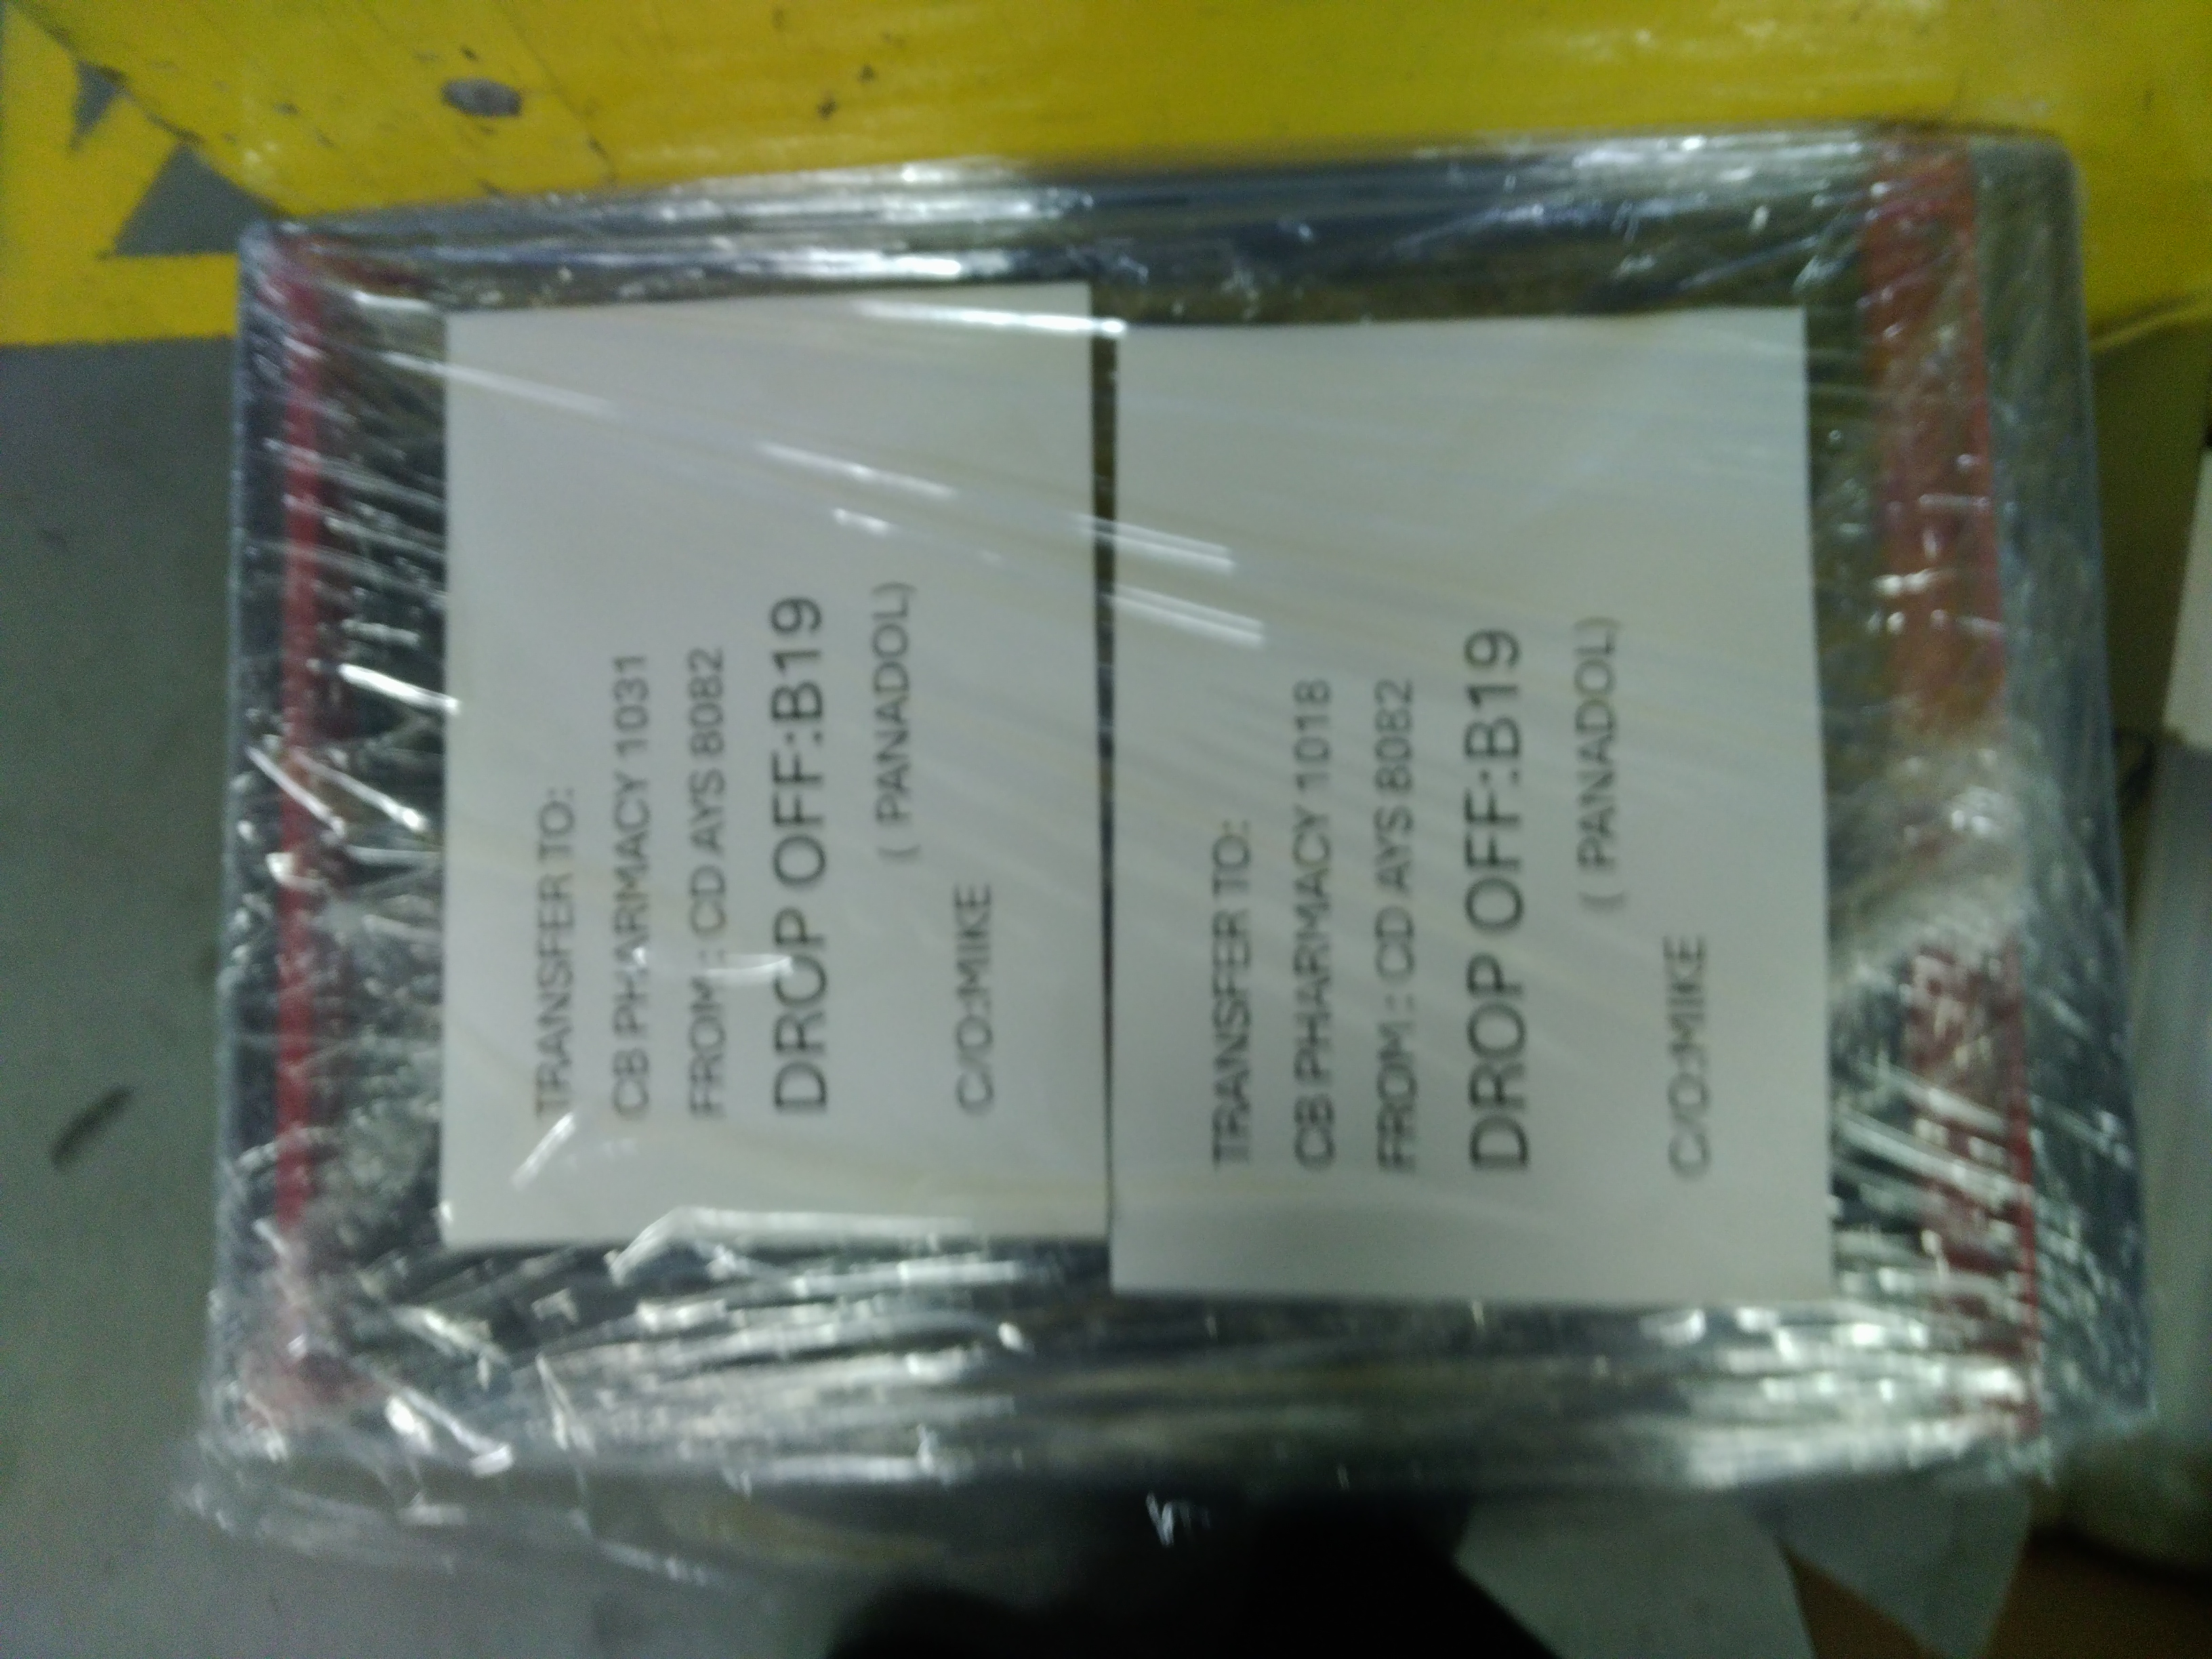 TRANSFER TO:
CB PHARMACY 1031
FROM : CD AYS 8082
DROP OFF:B19
( PANADOL)
C/O:MIKE
TRANSFER TO:
CB PHARMACY 1018
FROM : CD AYS 8082
DROP OFF:B19
( PANADOL)
C/O:MIKE